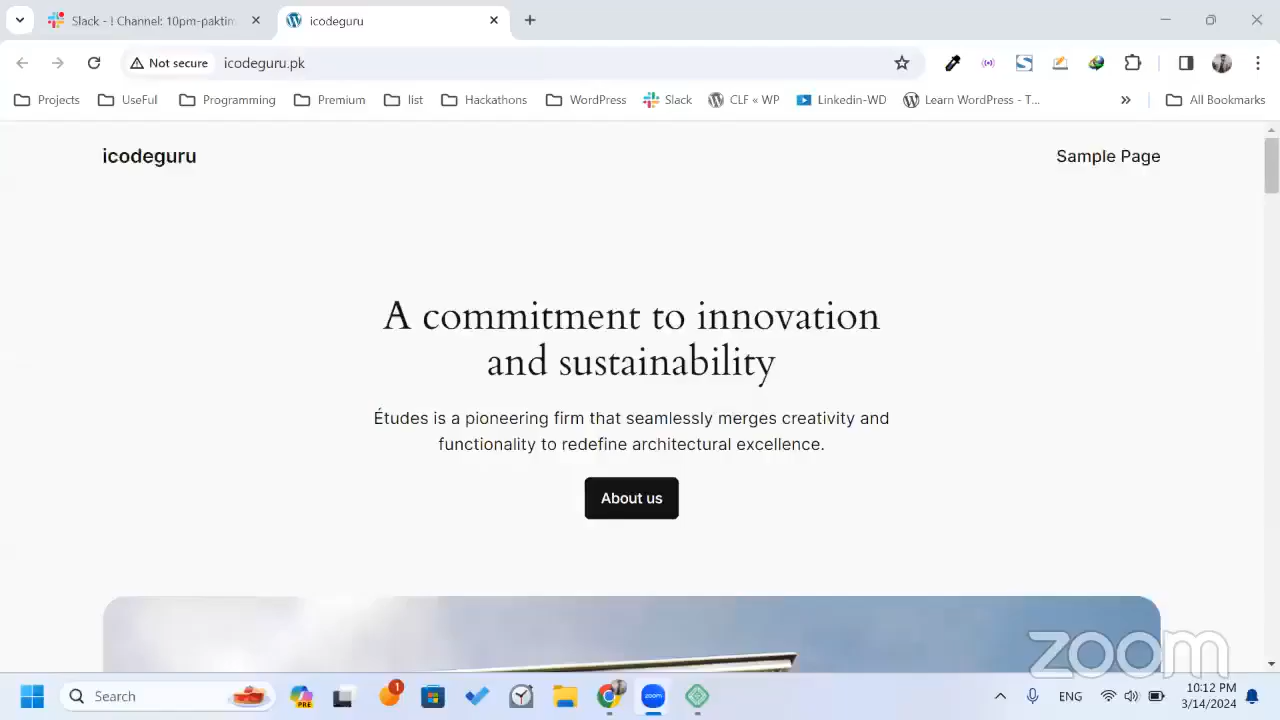 Slack - ! Channel: 10pm-paktin
icodeguru
Not secure
icodeguru.pk
Projects
UseFul
Programming
Premium
list
Hackathons
WordPress
Slack
CLF « WP
Linkedin-WD
Learn WordPress - T...
»
All Bookmarks
icodeguru
Sample Page
A commitment to innovation
and sustainability
Études is a pioneering firm that seamlessly merges creativity and
functionality to redefine architectural excellence.
About us
zoom
Search
PRE
1
zoom
ENG
10:12 PM
3/14/2024